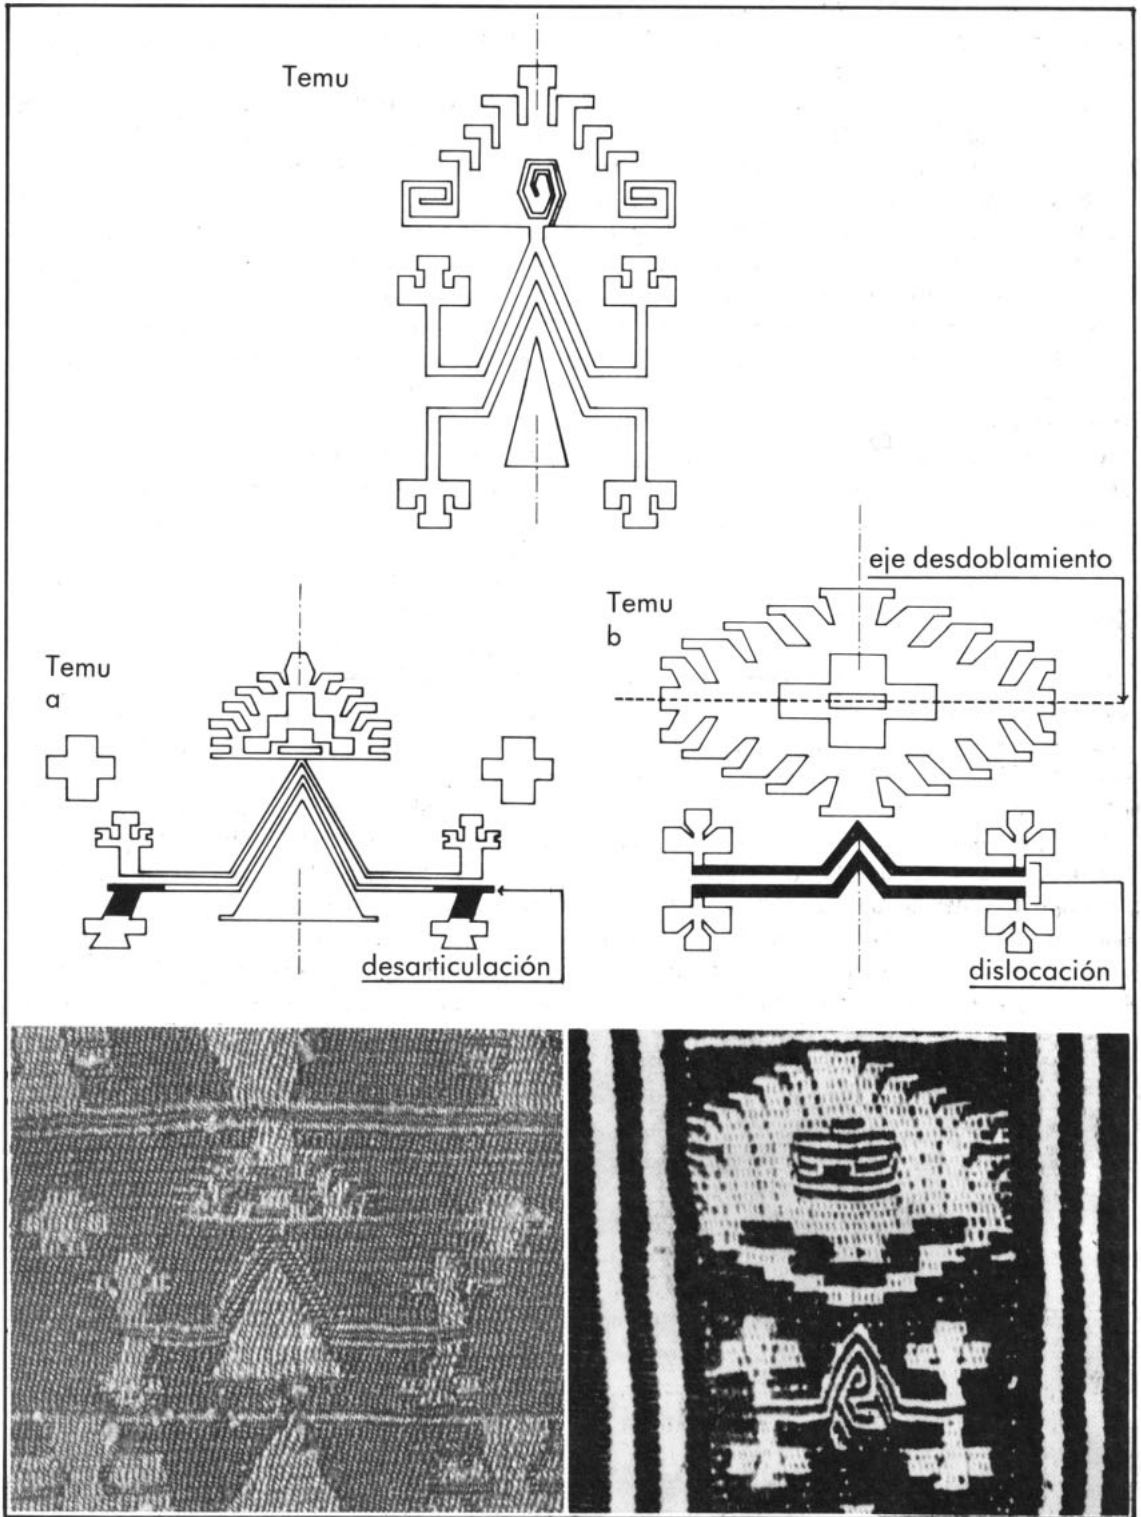 Temu
eje desdoblamiento
Temu
b
Temu
a
desarticulación
dislocación